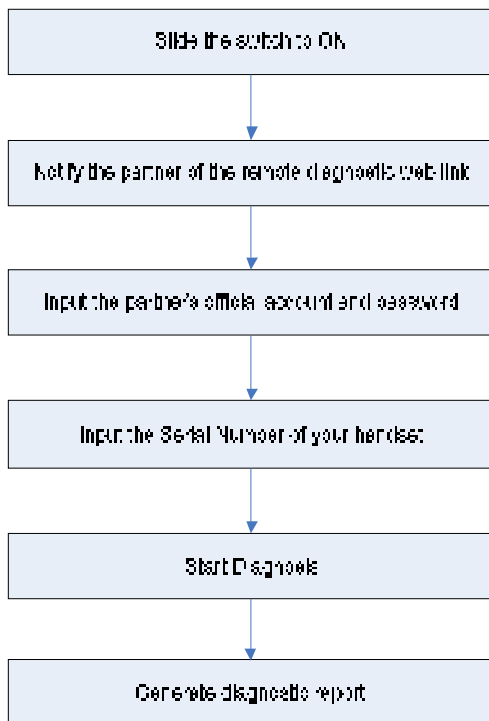 Slide the switch to ON
Notify the partner of the remote diagnostic web-link
Input the partner's official account and password
Input the Serial Number of your handset
Start Diagnosis
Generate diagnostic report